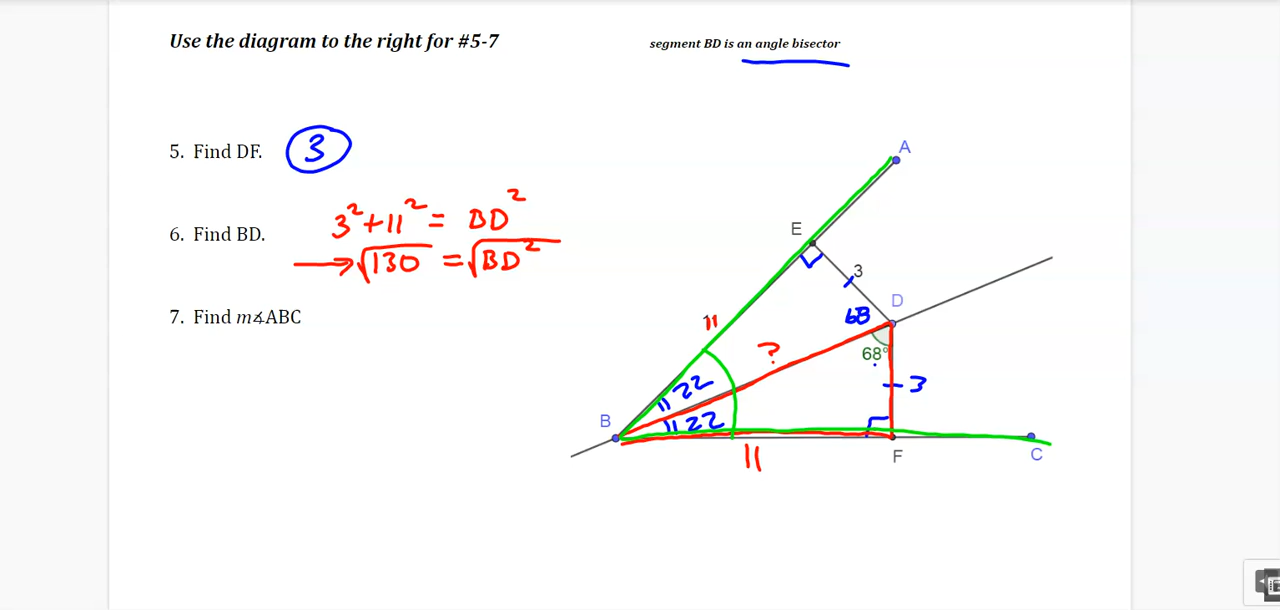 Use the diagram to the right for #5-7
segment BD is an angle bisector
5. Find DF. 3
6. Find BD. 3² + 11² = BD²
→ √130 = √BD²
7. Find m∡ABC
A
E
3
D
68
68°
11
?
22
22
3
B
F
C
11